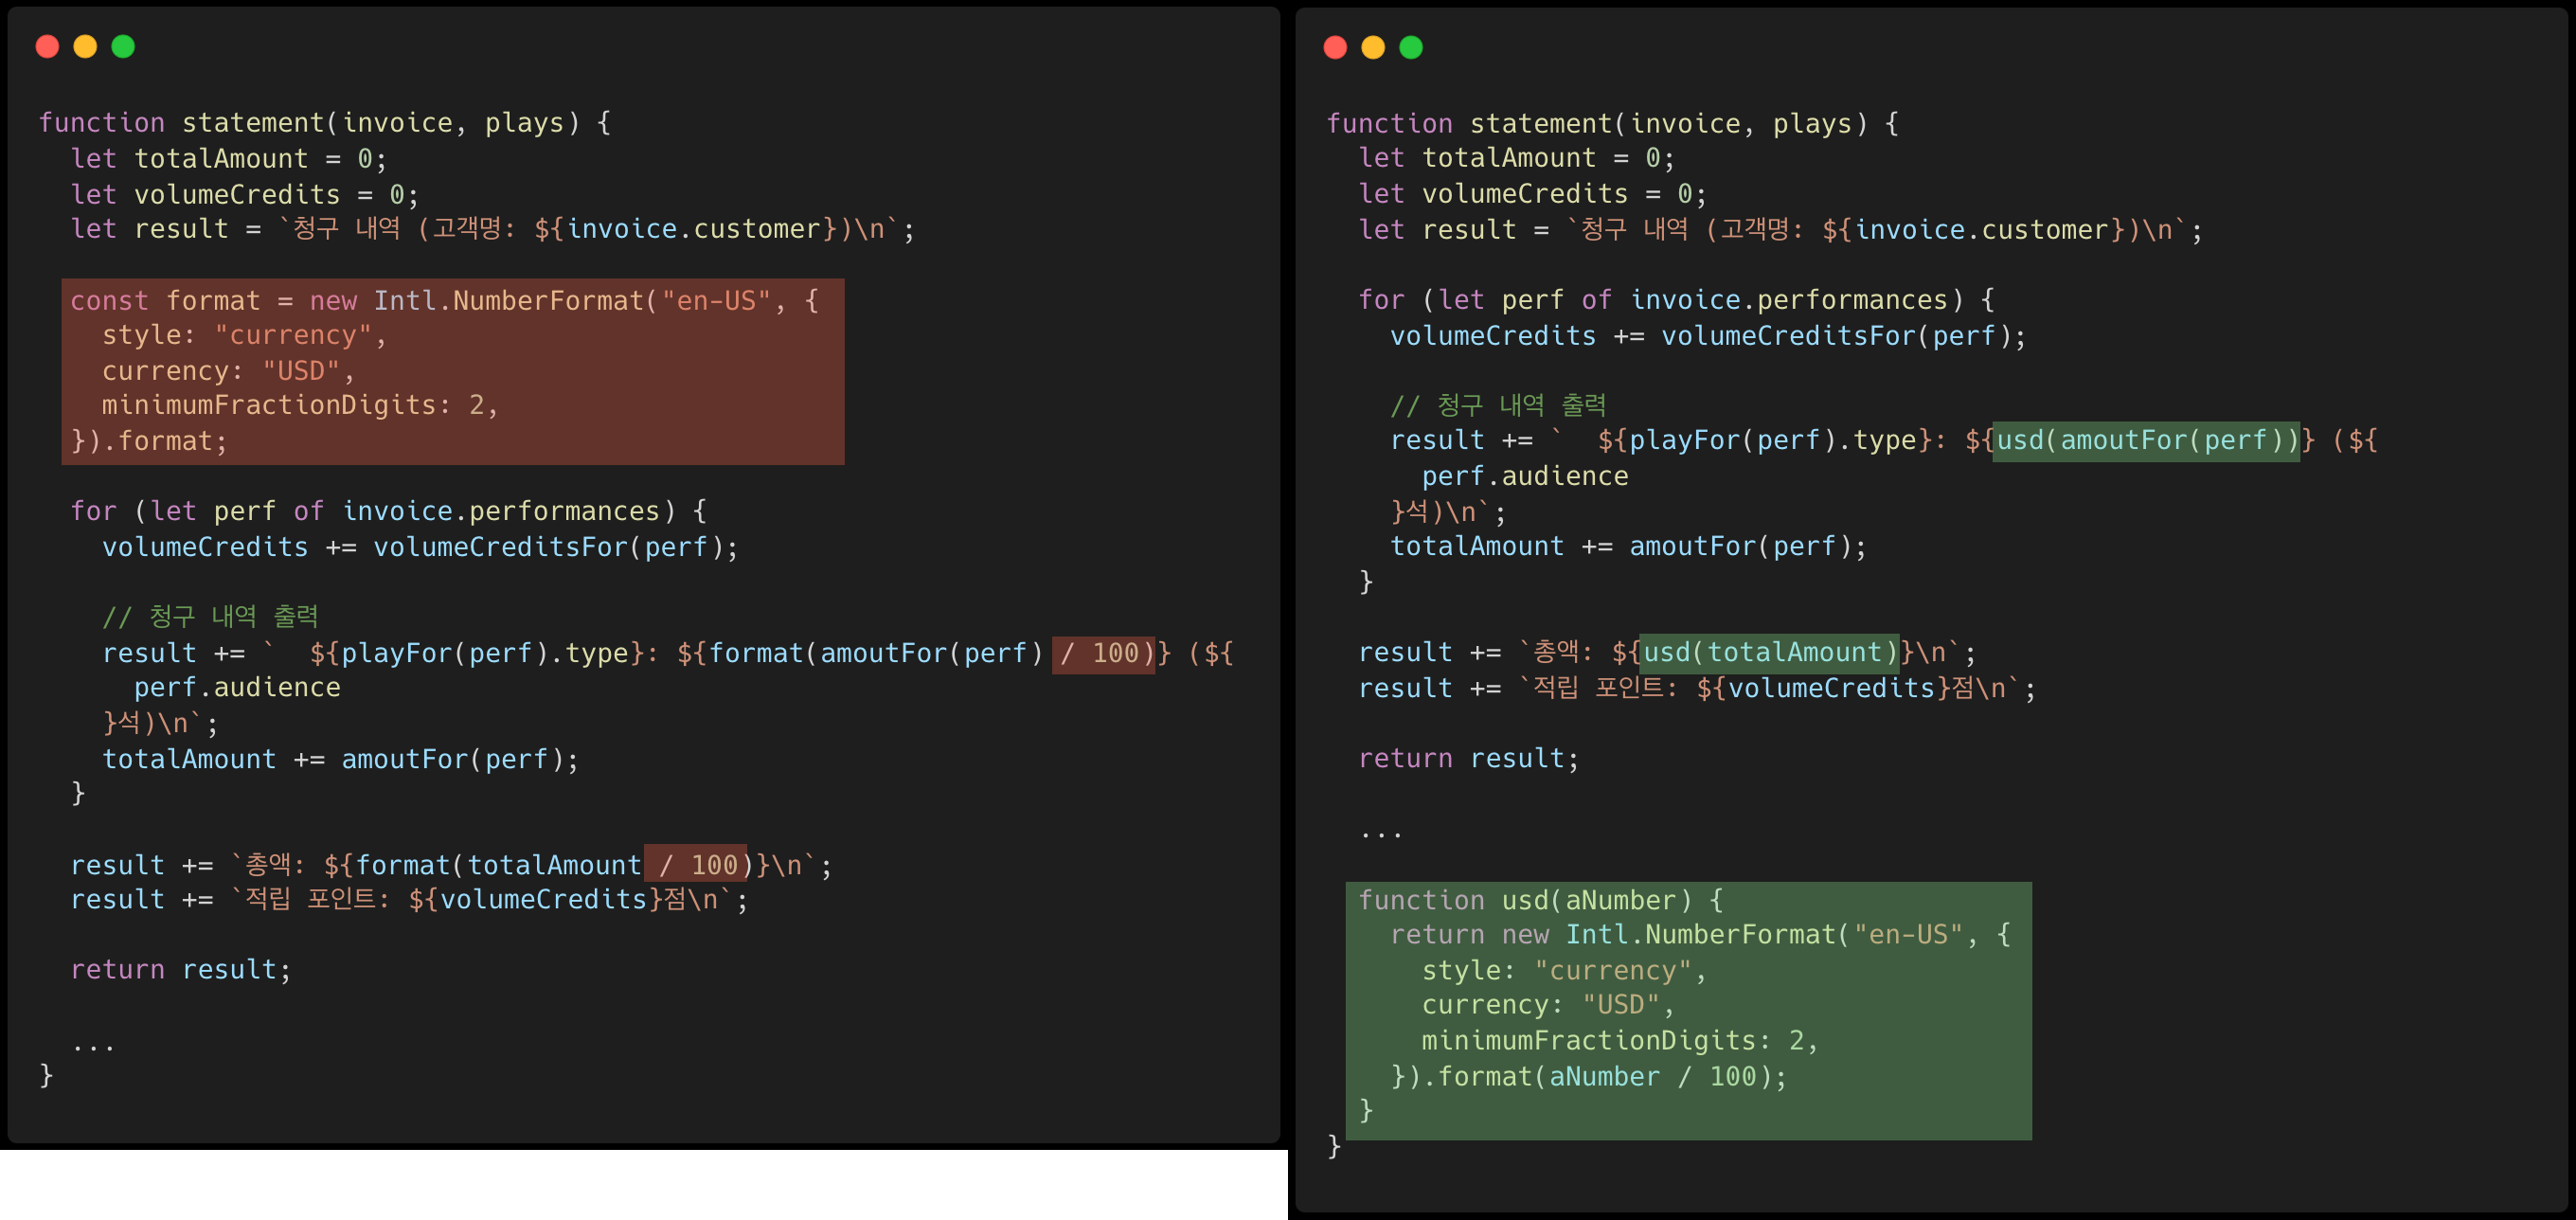 function statement(invoice, plays) {
  let totalAmount = 0;
  let volumeCredits = 0;
  let result = `청구 내역 (고객명: ${invoice.customer})\n`;
  const format = new Intl.NumberFormat("en-US", {
    style: "currency",
    currency: "USD",
    minimumFractionDigits: 2,
  }).format;
  for (let perf of invoice.performances) {
    volumeCredits += volumeCreditsFor(perf);
    // 청구 내역 출력
    result += `  ${playFor(perf).type}: ${format(amoutFor(perf) / 100)} (${
      perf.audience
    }석)\n`;
    totalAmount += amoutFor(perf);
  }
  result += `총액: ${format(totalAmount / 100)}\n`;
  result += `적립 포인트: ${volumeCredits}점\n`;
  return result;
  ...
}
function statement(invoice, plays) {
  let totalAmount = 0;
  let volumeCredits = 0;
  let result = `청구 내역 (고객명: ${invoice.customer})\n`;
  for (let perf of invoice.performances) {
    volumeCredits += volumeCreditsFor(perf);
    // 청구 내역 출력
    result += `  ${playFor(perf).type}: ${usd(amoutFor(perf))} (${
      perf.audience
    }석)\n`;
    totalAmount += amoutFor(perf);
  }
  result += `총액: ${usd(totalAmount)}\n`;
  result += `적립 포인트: ${volumeCredits}점\n`;
  return result;
  ...
  function usd(aNumber) {
    return new Intl.NumberFormat("en-US", {
      style: "currency",
      currency: "USD",
      minimumFractionDigits: 2,
    }).format(aNumber / 100);
  }
}